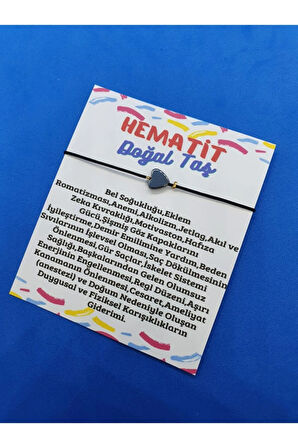 HEMATİT
Doğal Taş
Bel Soğukluğu,Eklem
Romatizması,Anemi,Alkolizm,Jetlag,Akıl ve
Zeka Kıvraklığı,Motivaston,Hafıza
Gücü,Şişmiş Göz Kapaklarını
İyileştirme,Demir Emilimine Yardım,Beden
Sıvılarının İşlevsel Olması,Saç Dökülmesinin
Önlenmesi,Gür Saçlar,İskelet Sistemi
Sağlığı,Başkalarından Gelen Olumsuz
Enerjinin Engellenmesi,Regl Düzeni,Aşırı
Kanamanın Önlenmesi,Cesaret,Ameliyat
(anestezi) ve Doğum Nedeniyle Oluşan
Duygusal ve Fiziksel Karışıklıkların
Giderimi.